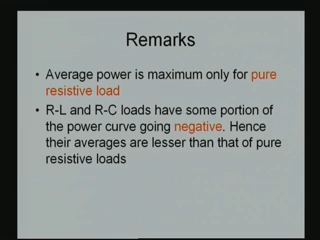 Remarks
• Average power is maximum only for pure
resistive load
• R-L and R-C loads have some portion of
the power curve going negative. Hence
their averages are lesser than that of pure
resistive loads